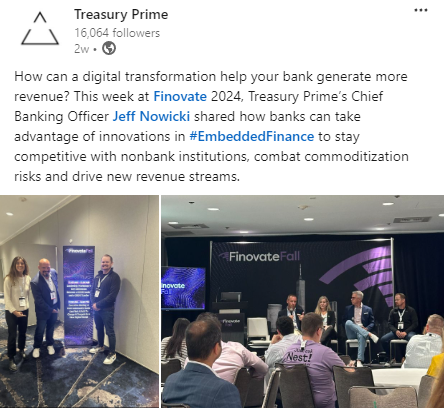 Treasury Prime
16,064 followers
2w •
How can a digital transformation help your bank generate more
revenue? This week at Finovate 2024, Treasury Prime's Chief
Banking Officer Jeff Nowicki shared how banks can take
advantage of innovations in #EmbeddedFinance to stay
competitive with nonbank institutions, combat commoditization
risks and drive new revenue streams.
FinovateFall
FinovateFall
Finovate
Nest!